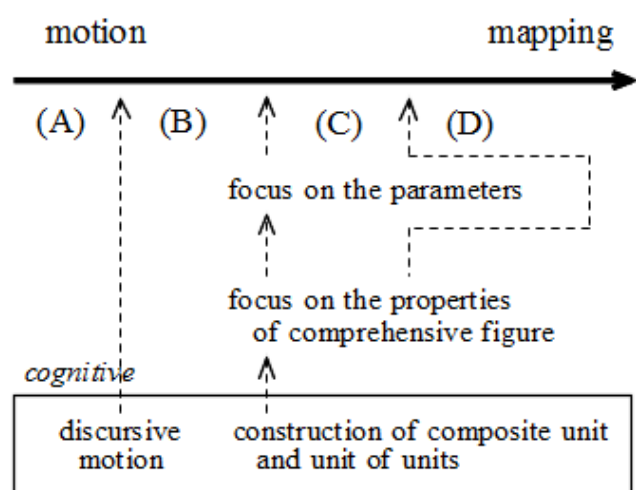 motion mapping
(A) (B) (C) (D)
focus on the parameters
focus on the properties
of comprehensive figure
cognitive
discursive construction of composite unit
motion and unit of units